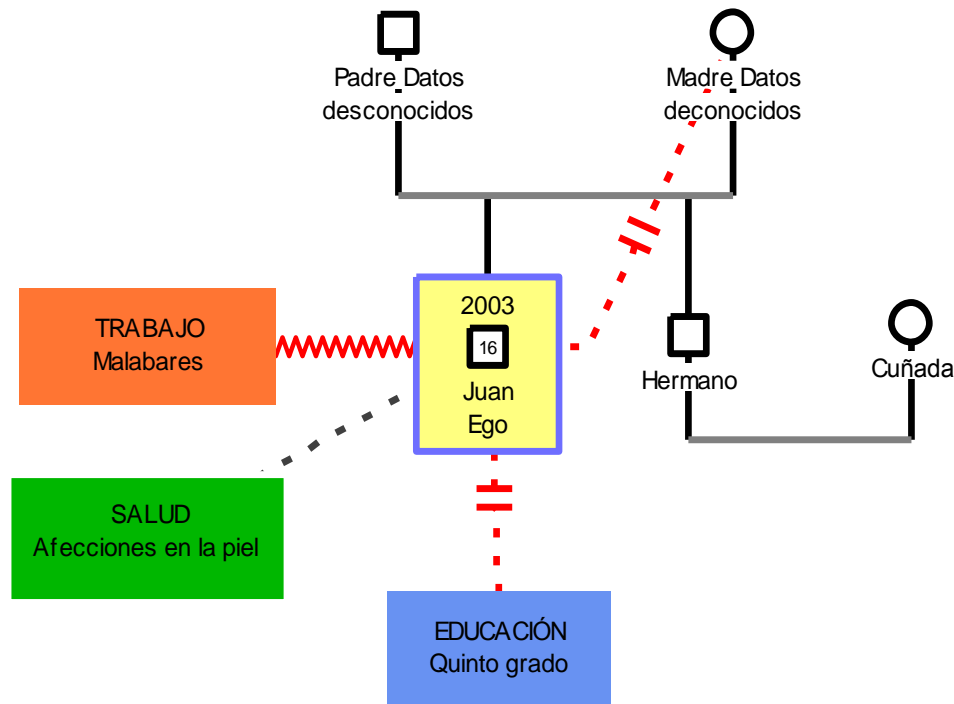 Padre Datos
desconocidos
Madre Datos
deconocidos
2003
16
Juan
Ego
TRABAJO
Malabares
Hermano
Cuñada
SALUD
Afecciones en la piel
EDUCACIÓN
Quinto grado